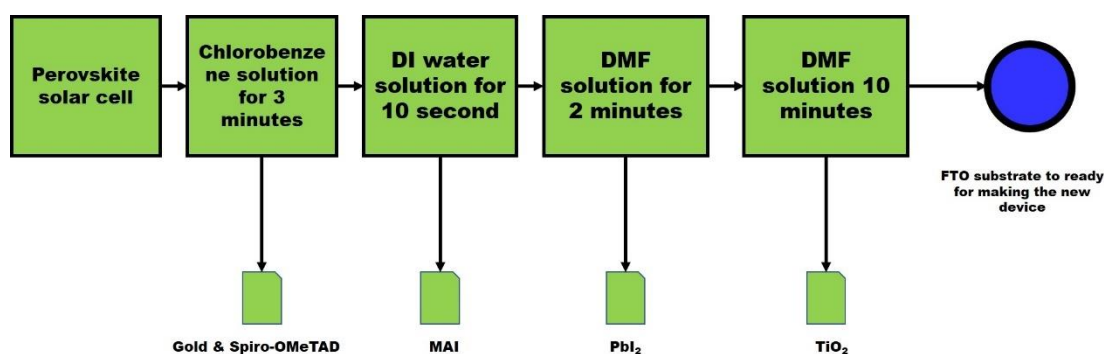 Perovskite
solar cell
Chlorobenze
ne solution
for 3
minutes
DI water
solution for
10 second
DMF
solution for
2 minutes
DMF
solution 10
minutes
FTO substrate to ready
for making the new
device
Gold & Spiro-OMeTAD
MAI
PbI₂
TiO₂